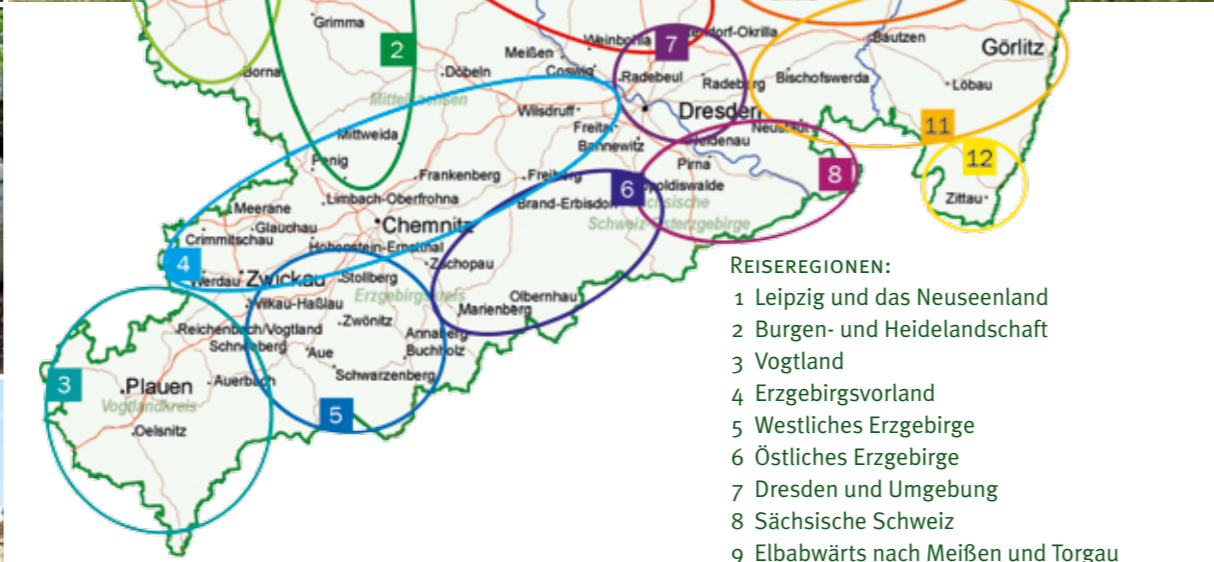 Grimma
2
Borna
Döbeln
Meißen
Weinböhla
7
Coswig
Radebeul
Radeberg
Bischofswerda
Bautzen
Görlitz
Löbau
Mittelsachsen
Wilsdruff
Dresden
Freital
Bannewitz
Heidenau
Neustadt
11
12
Mittweida
Penig
Pirna
8
Zittau
Frankenberg
Freiberg
6
Limbach-Oberfrohna
Brand-Erbisdorf
Meerane
Glauchau
Chemnitz
Crimmitschau
Hohenstein-Ernstthal
4
Zschopau
Werdau
Zwickau
Stollberg
Erzgebirgskreis
Olbernhau
Wilkau-Haßlau
Marienberg
Zwönitz
Reichenbach/Vogtland
Annaberg
Schneeberg
Aue
Buchholz
3
Plauen
Auerbach
Schwarzenberg
Vogtlandkreis
5
Oelsnitz
REISEREGIONEN:
1 Leipzig und das Neuseenland
2 Burgen- und Heidelandschaft
3 Vogtland
4 Erzgebirgsvorland
5 Westliches Erzgebirge
6 Östliches Erzgebirge
7 Dresden und Umgebung
8 Sächsische Schweiz
9 Elbabwärts nach Meißen und Torgau